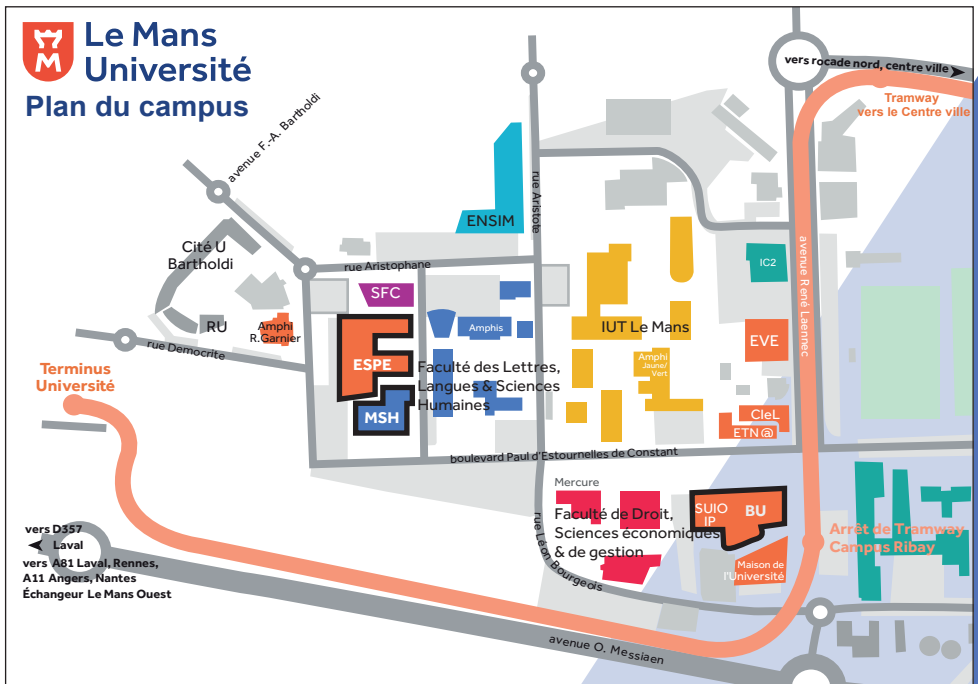 Le Mans
Université
Plan du campus
vers rocade nord, centre ville
Tramway
vers le Centre ville
avenue F.-A. Bartholdi
ENSIM
rue Aristote
Cité U
Bartholdi
rue Aristophane
IC2
avenue René Laennec
SFC
RU
Amphi
R.Garnier
Amphis
IUT Le Mans
EVE
rue Democrite
ESPE
Faculté des Lettres,
Langues & Sciences
Humaines
Amphi
Jaune/
Vert
Terminus
Université
MSH
CIeL
ETN@
boulevard Paul d'Estournelles de Constant
Mercure
Faculté de Droit,
Sciences économiques
& de gestion
SUIO
IP
BU
rue Léon Bourgeois
Arrêt de Tramway
Campus Ribay
Maison de
l'Université
vers D357
Laval
vers A81 Laval, Rennes,
A11 Angers, Nantes
Échangeur Le Mans Ouest
avenue O. Messiaen